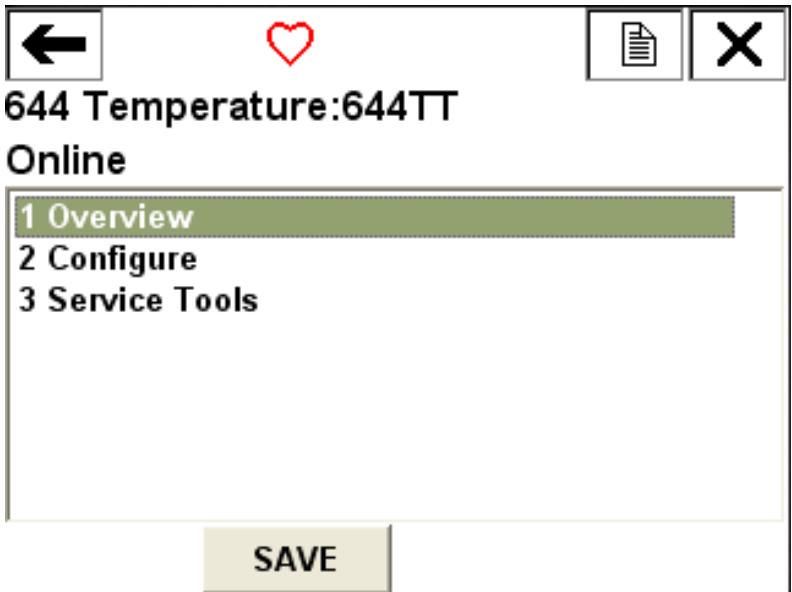 644 Temperature:644TT
Online
1 Overview
2 Configure
3 Service Tools
SAVE